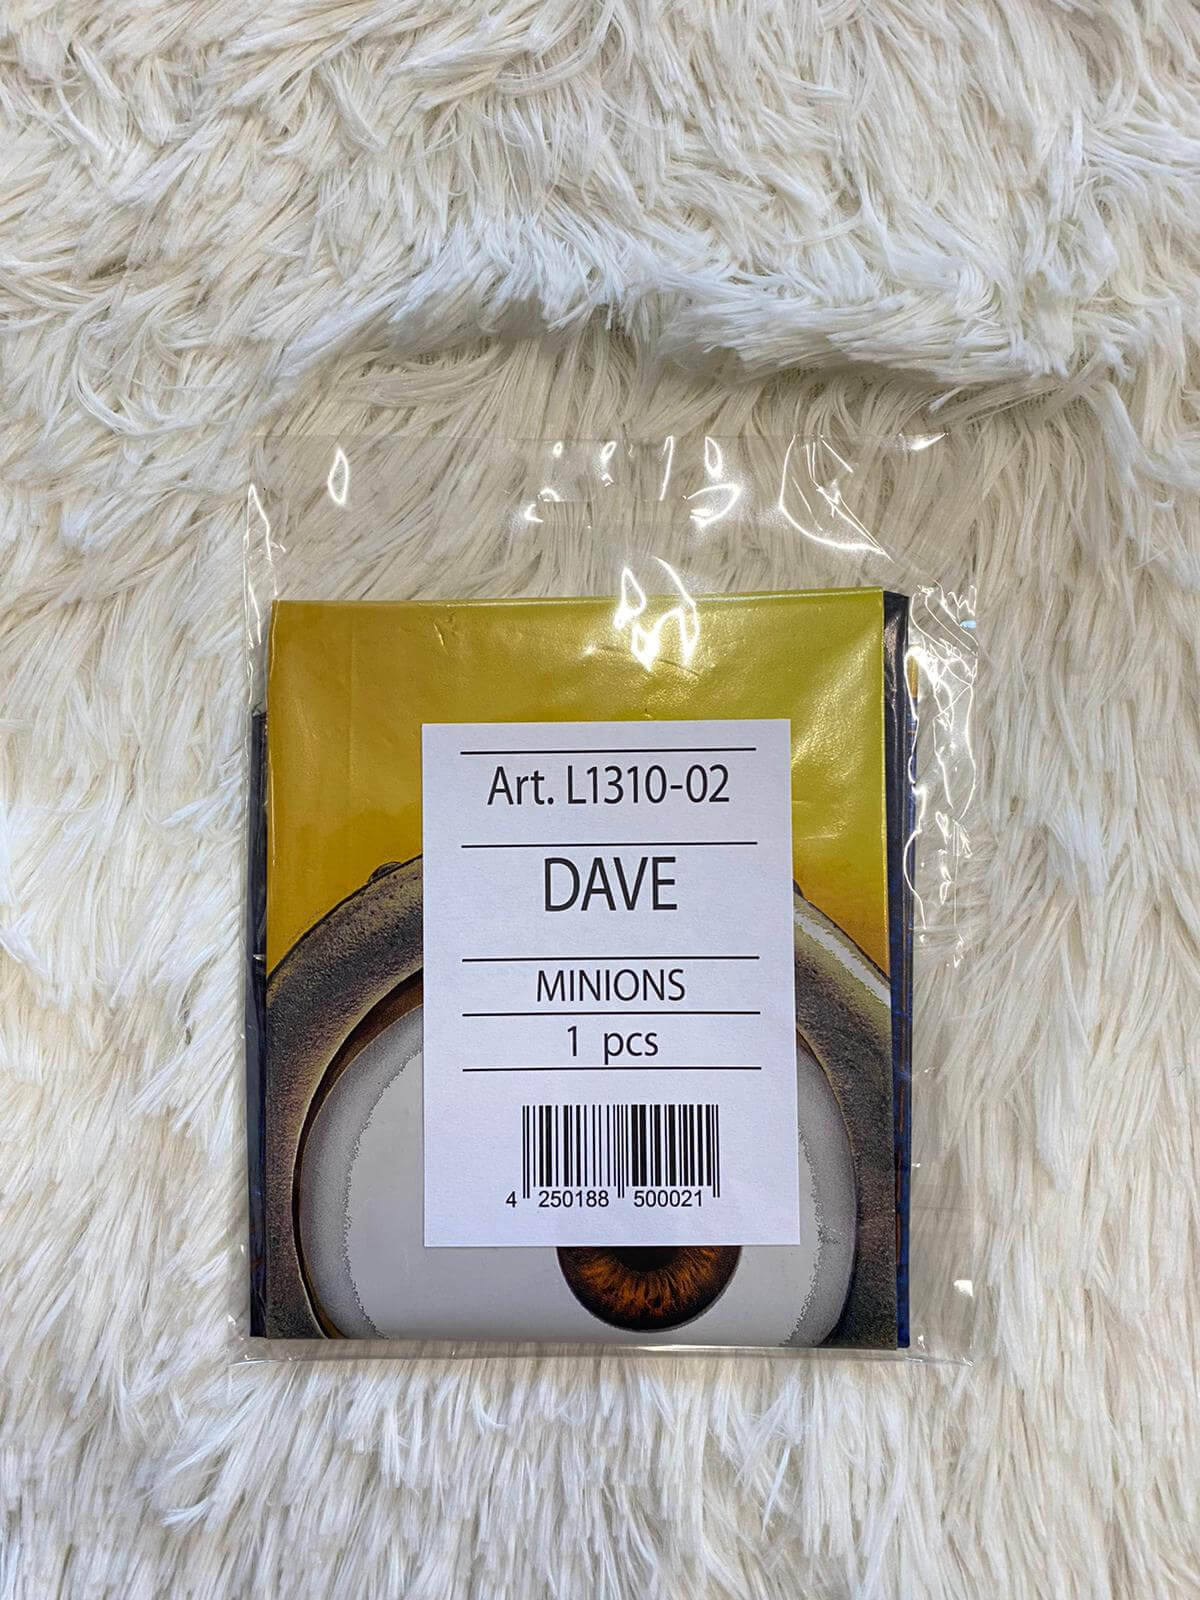 Art. L1310-02
DAVE
MINIONS
1 pcs
4 250188 500021